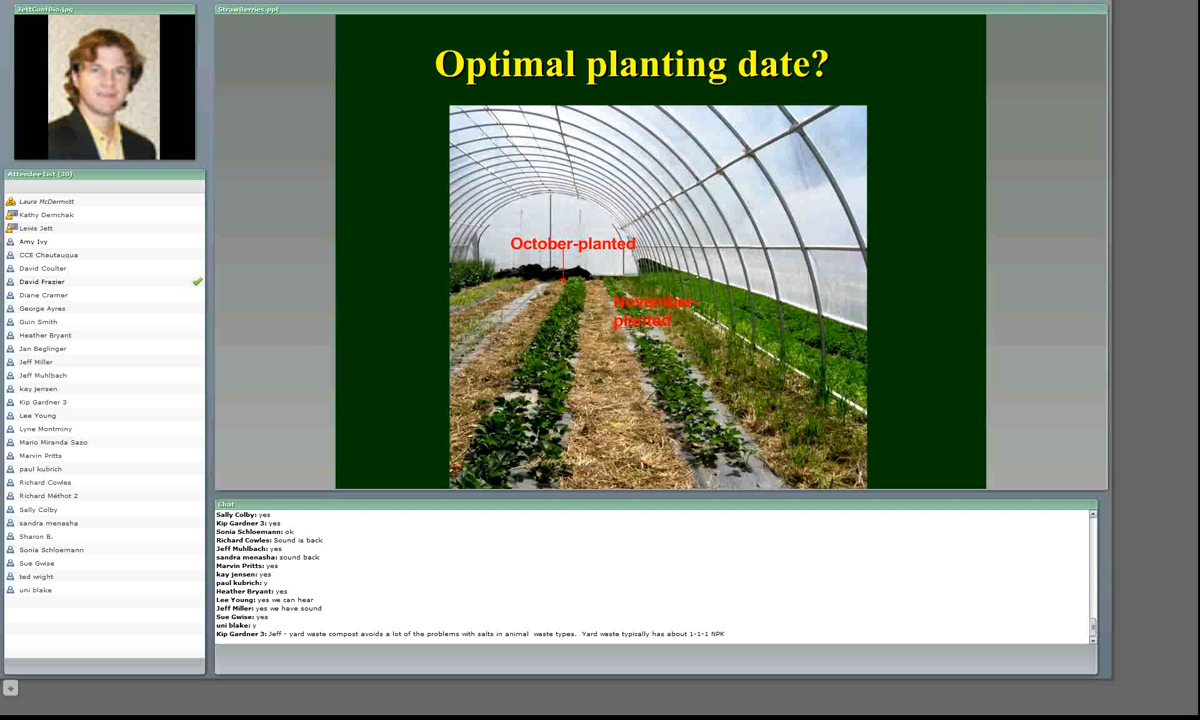 JettConfBio.jpg
StrawBerries.ppt
Optimal planting date?
October-planted
November-
planted
Attendee List (30)
Laura McDermott
Kathy Demchak
Lewis Jett
Amy Ivy
CCE Chautauqua
David Coulter
David Frazier
Diane Cramer
George Ayres
Guin Smith
Heather Bryant
Jan Beglinger
Jeff Miller
Jeff Muhlbach
kay jensen
Kip Gardner 3
Lee Young
Lyne Montminy
Mario Miranda Sazo
Marvin Pritts
paul kubrich
Richard Cowles
Richard Méthot 2
Sally Colby
sandra menasha
Sharon B.
Sonia Schloemann
Sue Gwise
ted wright
uni blake
Chat
Sally Colby: yes
Kip Gardner 3: yes
Sonia Schloemann: ok
Richard Cowles: Sound is back
Jeff Muhlbach: yes
sandra menasha: sound back
Marvin Pritts: yes
kay jensen: yes
paul kubrich: y
Heather Bryant: yes
Lee Young: yes we can hear
Jeff Miller: yes we have sound
Sue Gwise: yes
uni blake: y
Kip Gardner 3: Jeff - yard waste compost avoids a lot of the problems with salts in animal waste types. Yard waste typically has about 1-1-1 NPK